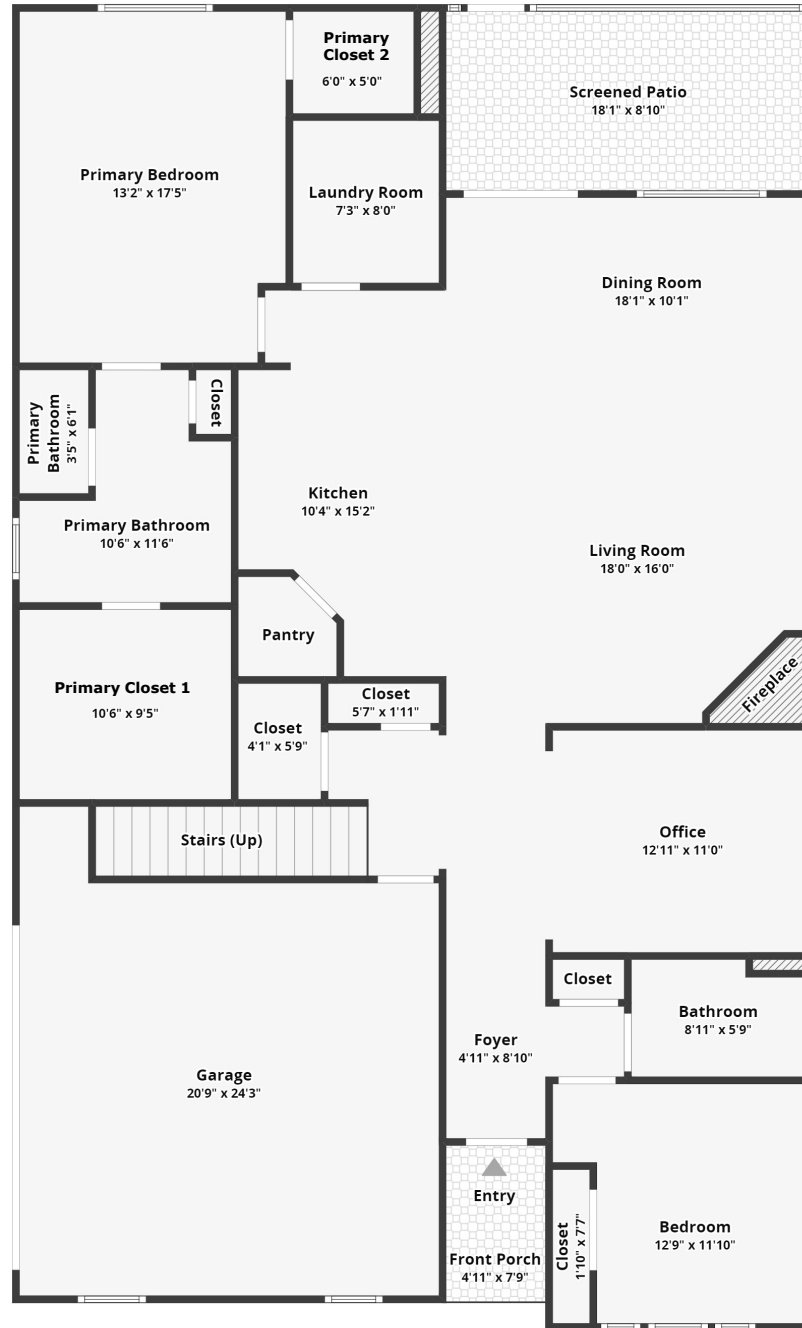 Primary
Closet 2
6'0" x 5'0"
Screened Patio
18'1" x 8'10"
Primary Bedroom
13'2" x 17'5"
Laundry Room
7'3" x 8'0"
Dining Room
18'1" x 10'1"
Primary
Bathroom
3'5" x 6'1"
Closet
Kitchen
10'4" x 15'2"
Primary Bathroom
10'6" x 11'6"
Living Room
18'0" x 16'0"
Pantry
Fireplace
Primary Closet 1
10'6" x 9'5"
Closet
5'7" x 1'11"
Closet
4'1" x 5'9"
Stairs (Up)
Office
12'11" x 11'0"
Closet
Bathroom
8'11" x 5'9"
Foyer
4'11" x 8'10"
Garage
20'9" x 24'3"
Entry
Front Porch
4'11" x 7'9"
Closet
1'10" x 7'7"
Bedroom
12'9" x 11'10"